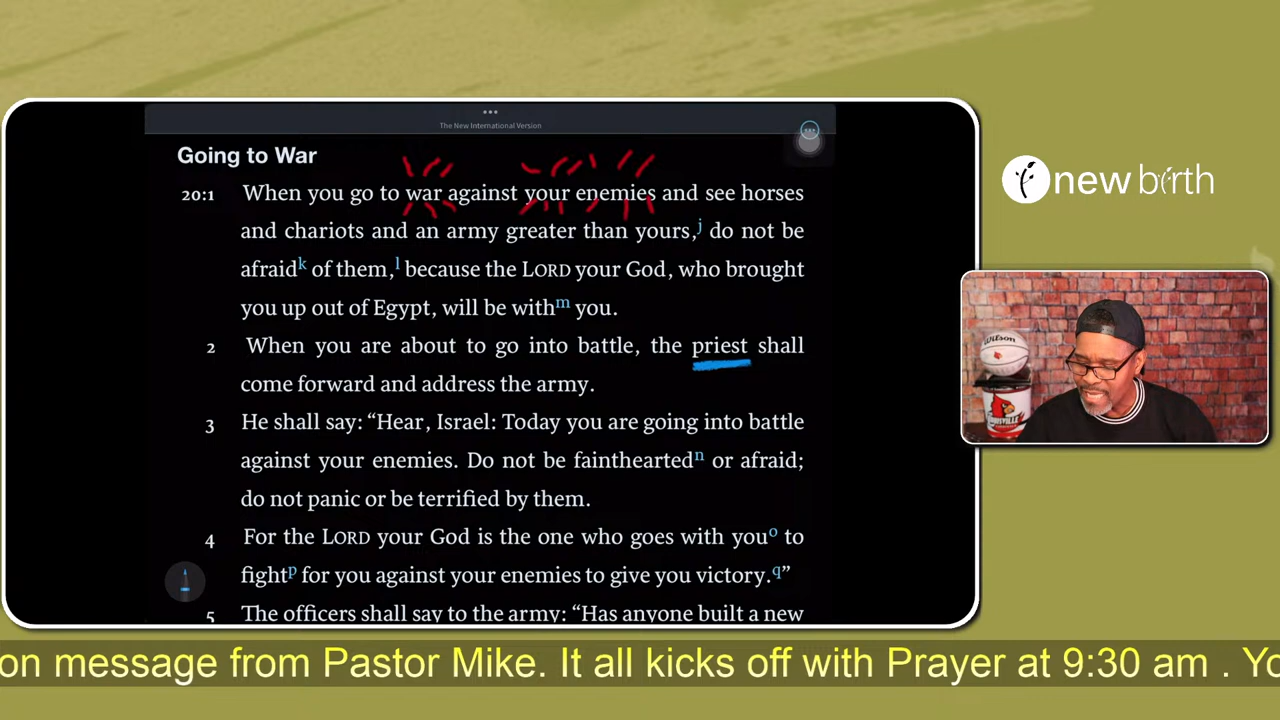 The New International Version
Going to War
20:1 When you go to war against your enemies and see horses
and chariots and an army greater than yours,j do not be
afraidk of them,l because the LORD your God, who brought
you up out of Egypt, will be withm you.
2 When you are about to go into battle, the priest shall
come forward and address the army.
3 He shall say: “Hear, Israel: Today you are going into battle
against your enemies. Do not be faintheartedn or afraid;
do not panic or be terrified by them.
4 For the LORD your God is the one who goes with youo to
fightp for you against your enemies to give you victory.q”
5 The officers shall say to the army: “Has anyone built a new
new birth
Wilson
LOUISVILLE
on message from Pastor Mike. It all kicks off with Prayer at 9:30 am . Yo